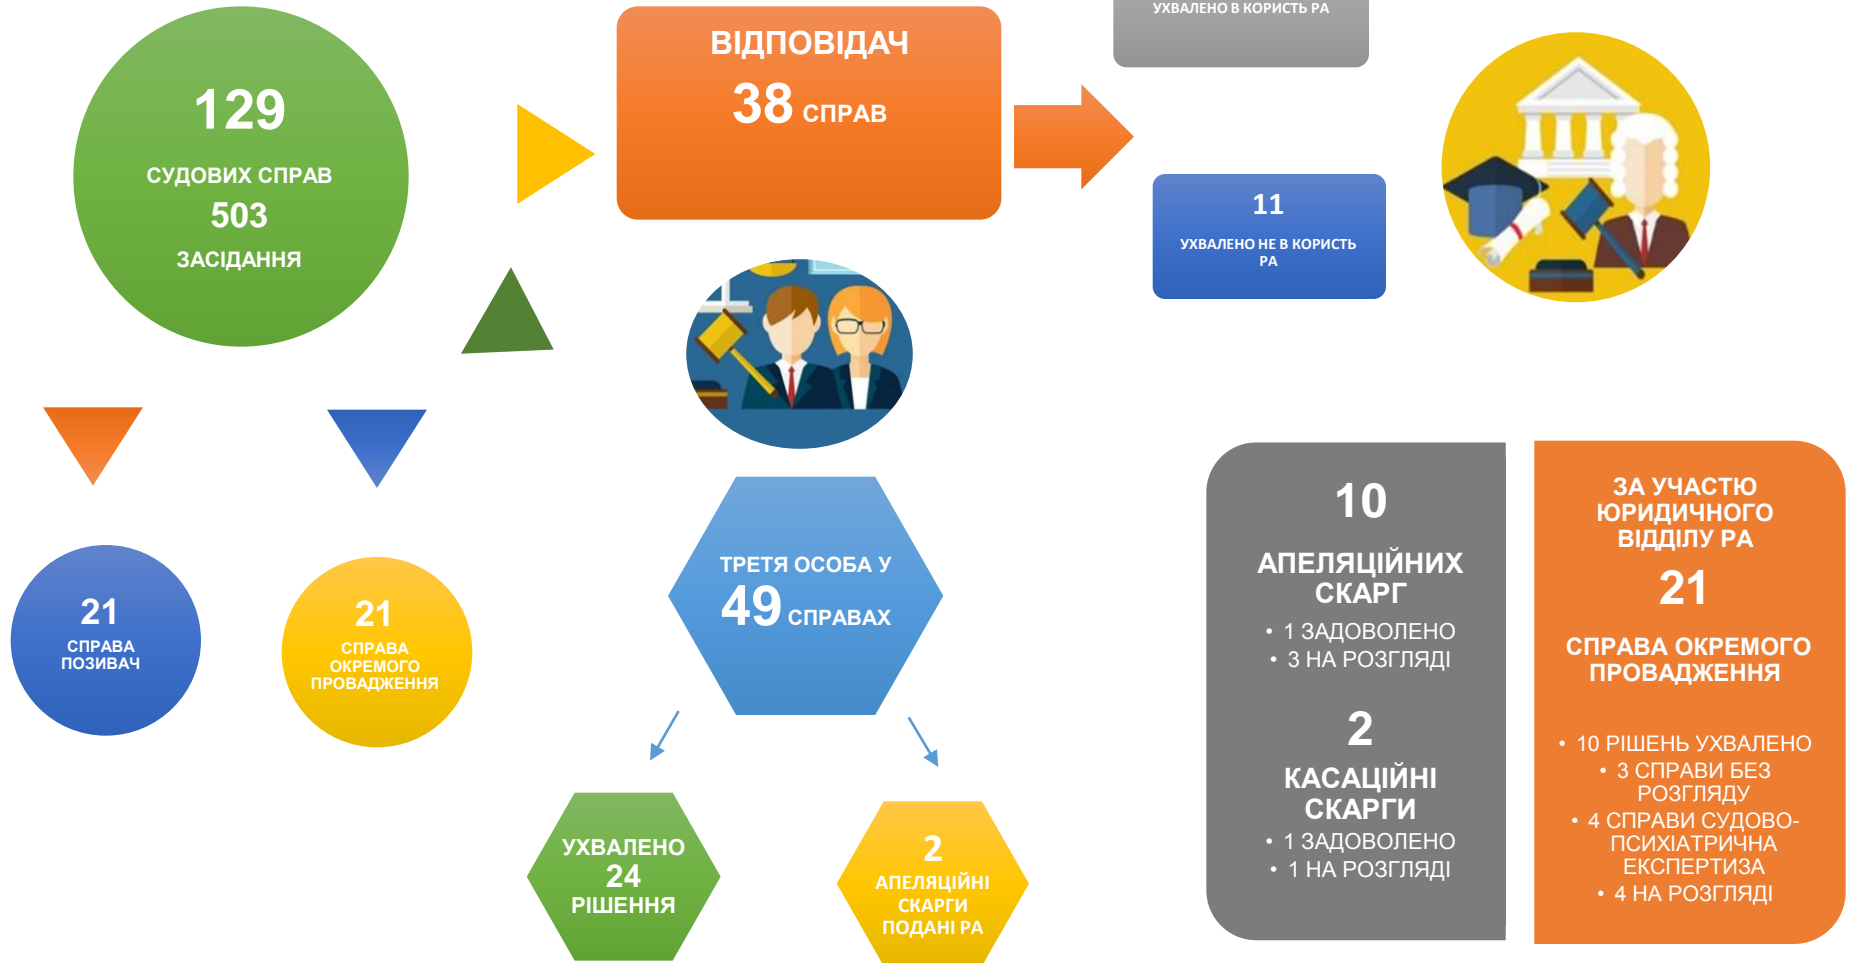 129
СУДОВИХ СПРАВ
503
ЗАСІДАННЯ
ВІДПОВІДАЧ
38 СПРАВ
УХВАЛЕНО В КОРИСТЬ РА
11
УХВАЛЕНО НЕ В КОРИСТЬ
РА
21
СПРАВА
ПОЗИВАЧ
21
СПРАВА
ОКРЕМОГО
ПРОВАДЖЕННЯ
ТРЕТЯ ОСОБА У
49 СПРАВАХ
УХВАЛЕНО
24
РІШЕННЯ
2
АПЕЛЯЦІЙНІ
СКАРГИ
ПОДАНІ РА
10
АПЕЛЯЦІЙНИХ
СКАРГ
• 1 ЗАДОВОЛЕНО
• 3 НА РОЗГЛЯДІ
2
КАСАЦІЙНІ
СКАРГИ
• 1 ЗАДОВОЛЕНО
• 1 НА РОЗГЛЯДІ
ЗА УЧАСТЮ
ЮРИДИЧНОГО
ВІДДІЛУ РА
21
СПРАВА ОКРЕМОГО
ПРОВАДЖЕННЯ
• 10 РІШЕНЬ УХВАЛЕНО
• 3 СПРАВИ БЕЗ
РОЗГЛЯДУ
• 4 СПРАВИ СУДОВО-
ПСИХІАТРИЧНА
ЕКСПЕРТИЗА
• 4 НА РОЗГЛЯДІ